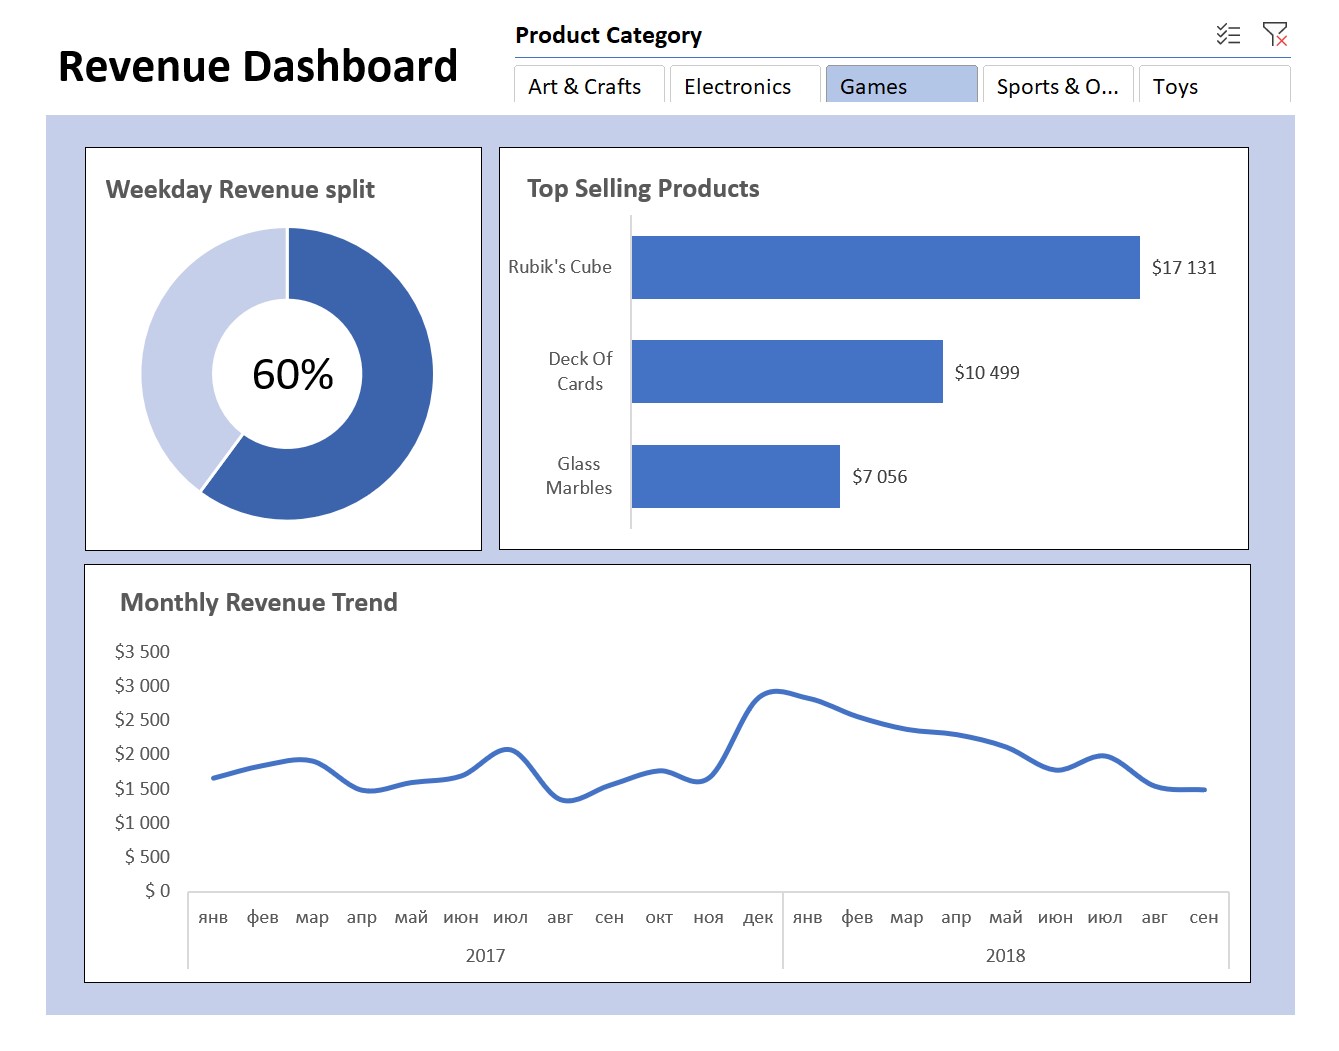 Revenue Dashboard
Product Category
Art & Crafts
Electronics
Games
Sports & O...
Toys
Weekday Revenue split
60%
Top Selling Products
Rubik's Cube
$17 131
Deck Of
Cards
$10 499
Glass
Marbles
$7 056
Monthly Revenue Trend
$3 500
$3 000
$2 500
$2 000
$1 500
$1 000
$ 500
$ 0
янв фев мар апр май июн июл авг сен окт ноя дек янв фев мар апр май июн июл авг сен
2017 2018